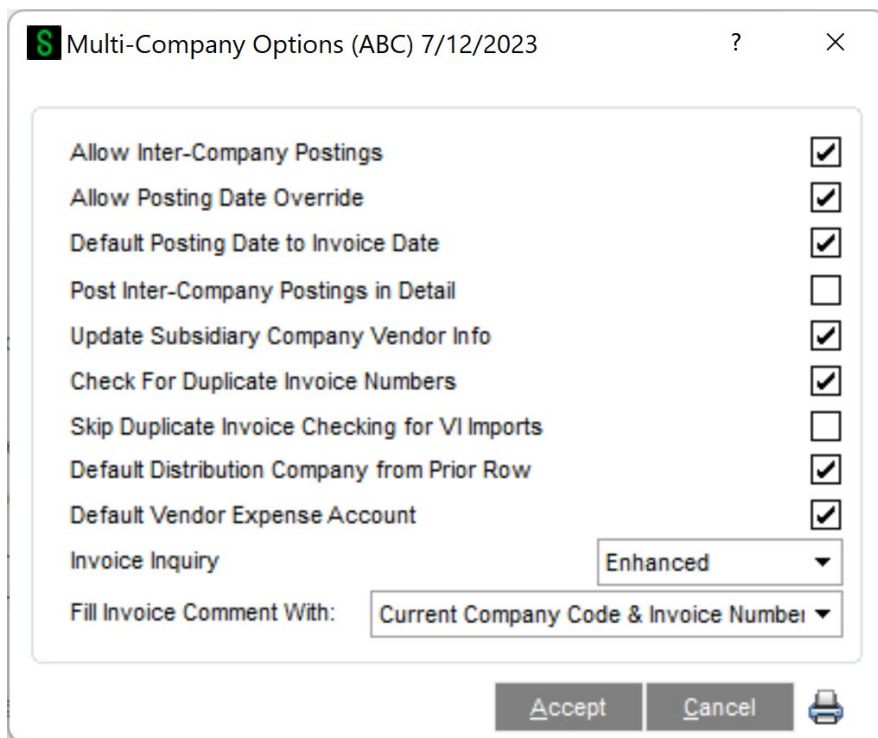 S Multi-Company Options (ABC) 7/12/2023 ?
Allow Inter-Company Postings
Allow Posting Date Override
Default Posting Date to Invoice Date
Post Inter-Company Postings in Detail
Update Subsidiary Company Vendor Info
Check For Duplicate Invoice Numbers
Skip Duplicate Invoice Checking for VI Imports
Default Distribution Company from Prior Row
Default Vendor Expense Account
Invoice Inquiry Enhanced
Fill Invoice Comment With: Current Company Code & Invoice Number
Accept Cancel